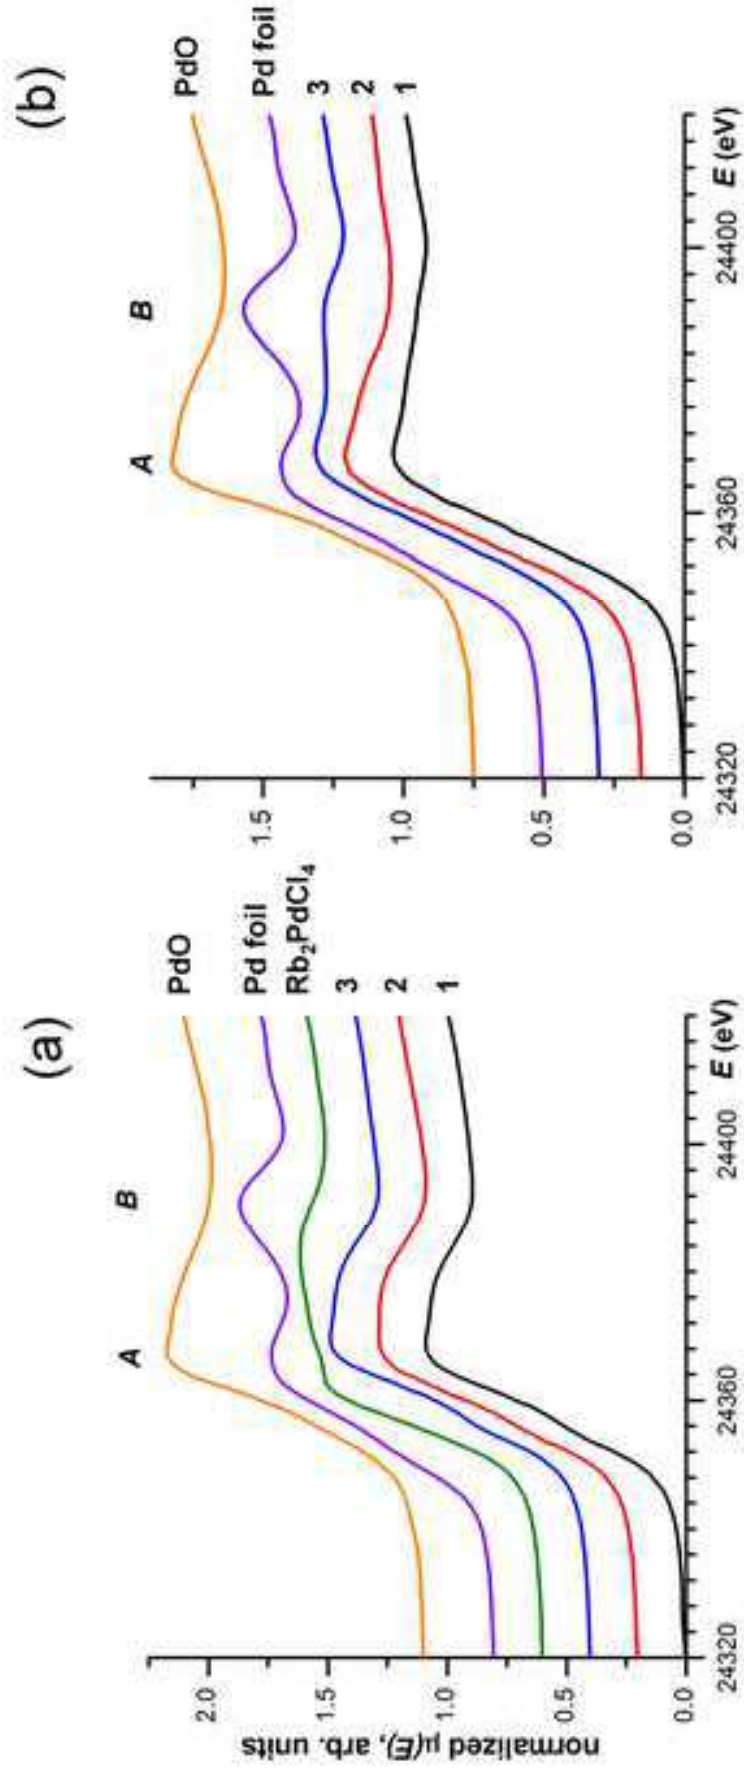 (a)
A
B
PdO
Pd foil
Rb₂PdCl₄
3
2
1
normalized μ(E), arb. units
2.0
1.5
1.0
0.5
0.0
24320
24360
24400
E (eV)
(b)
A
B
PdO
Pd foil
3
2
1
1.5
1.0
0.5
0.0
24320
24360
24400
E (eV)